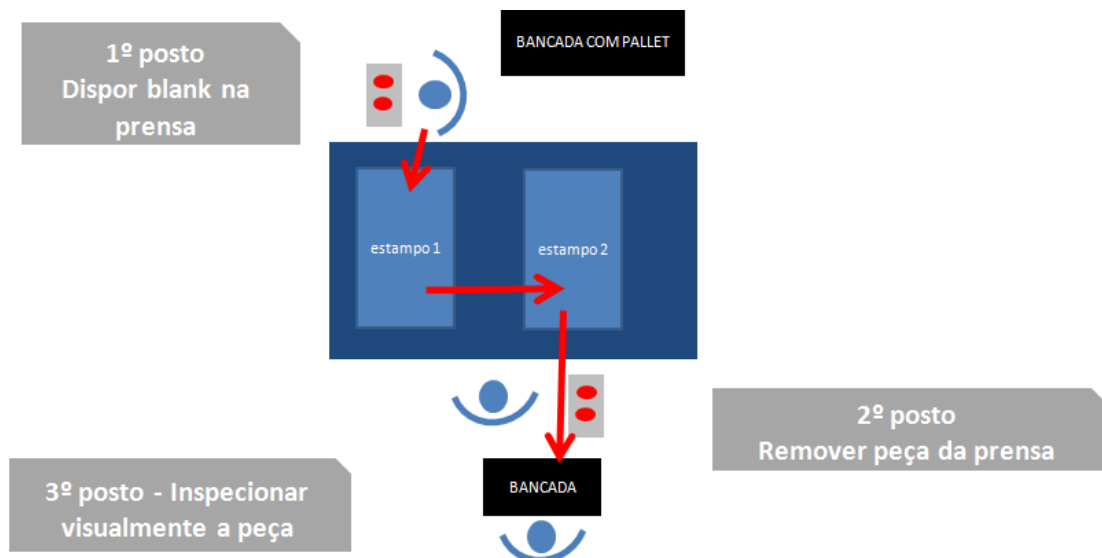 1º posto
Dispor blank na
prensa
BANCADA COM PALLET
estampo 1
estampo 2
2º posto
Remover peça da prensa
3º posto - Inspecionar
visualmente a peça
BANCADA